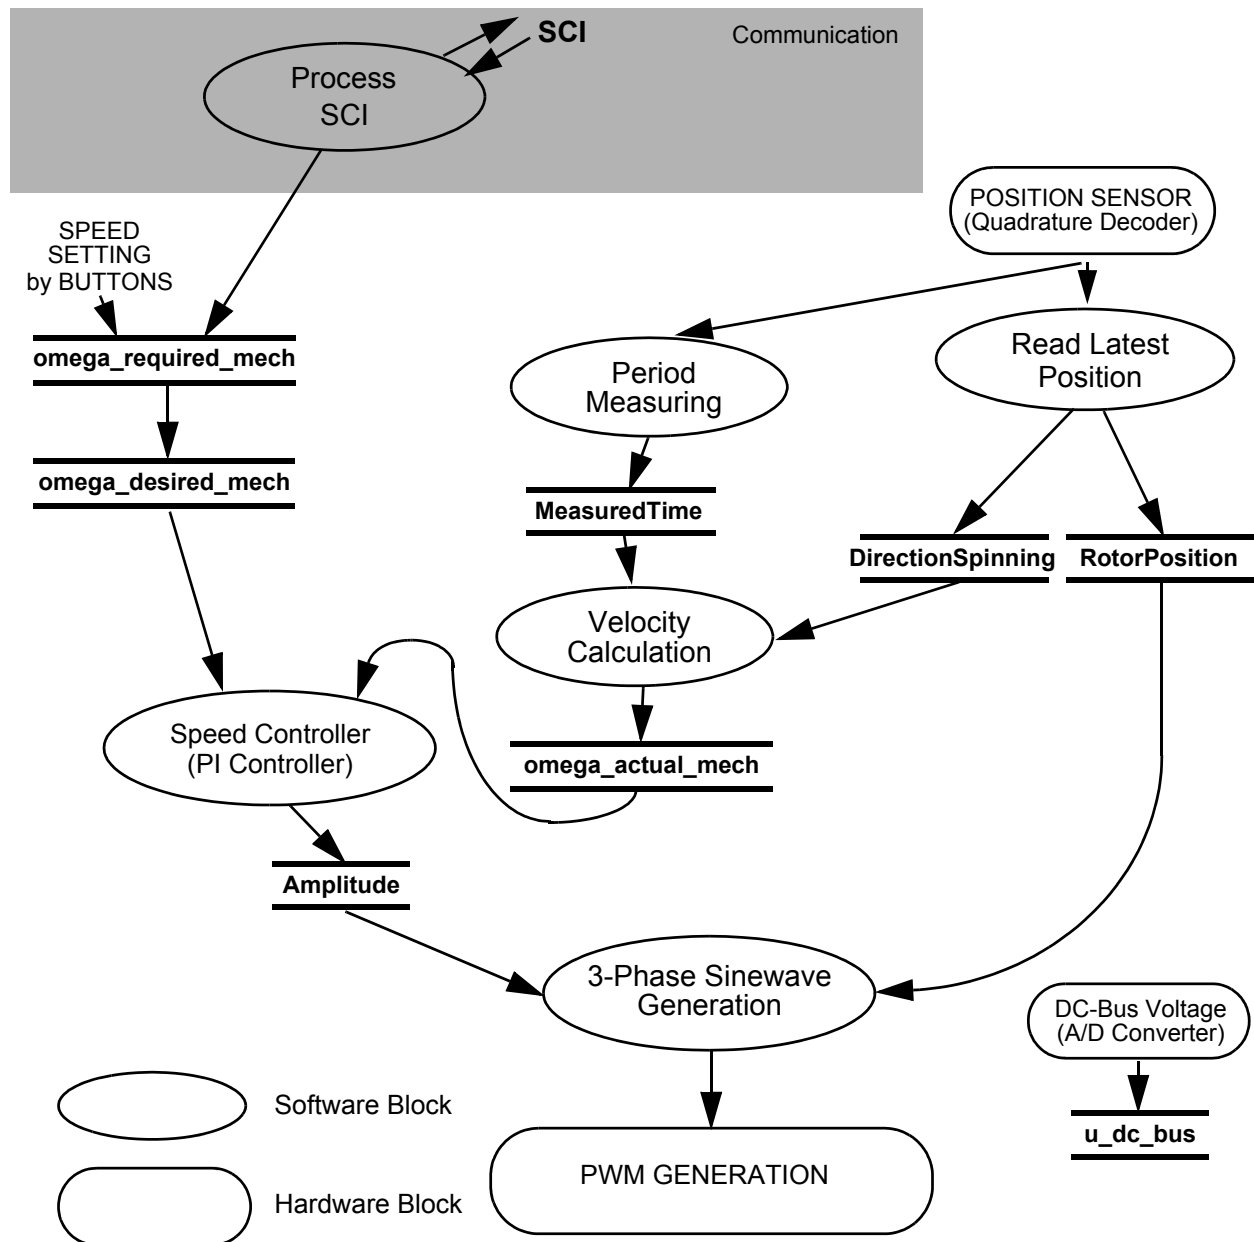 SCI
Communication
Process
SCI
POSITION SENSOR
(Quadrature Decoder)
SPEED
SETTING
by BUTTONS
omega_required_mech
Period
Measuring
Read Latest
Position
omega_desired_mech
MeasuredTime
DirectionSpinning
RotorPosition
Velocity
Calculation
Speed Controller
(PI Controller)
omega_actual_mech
Amplitude
3-Phase Sinewave
Generation
DC-Bus Voltage
(A/D Converter)
Software Block
u_dc_bus
PWM GENERATION
Hardware Block